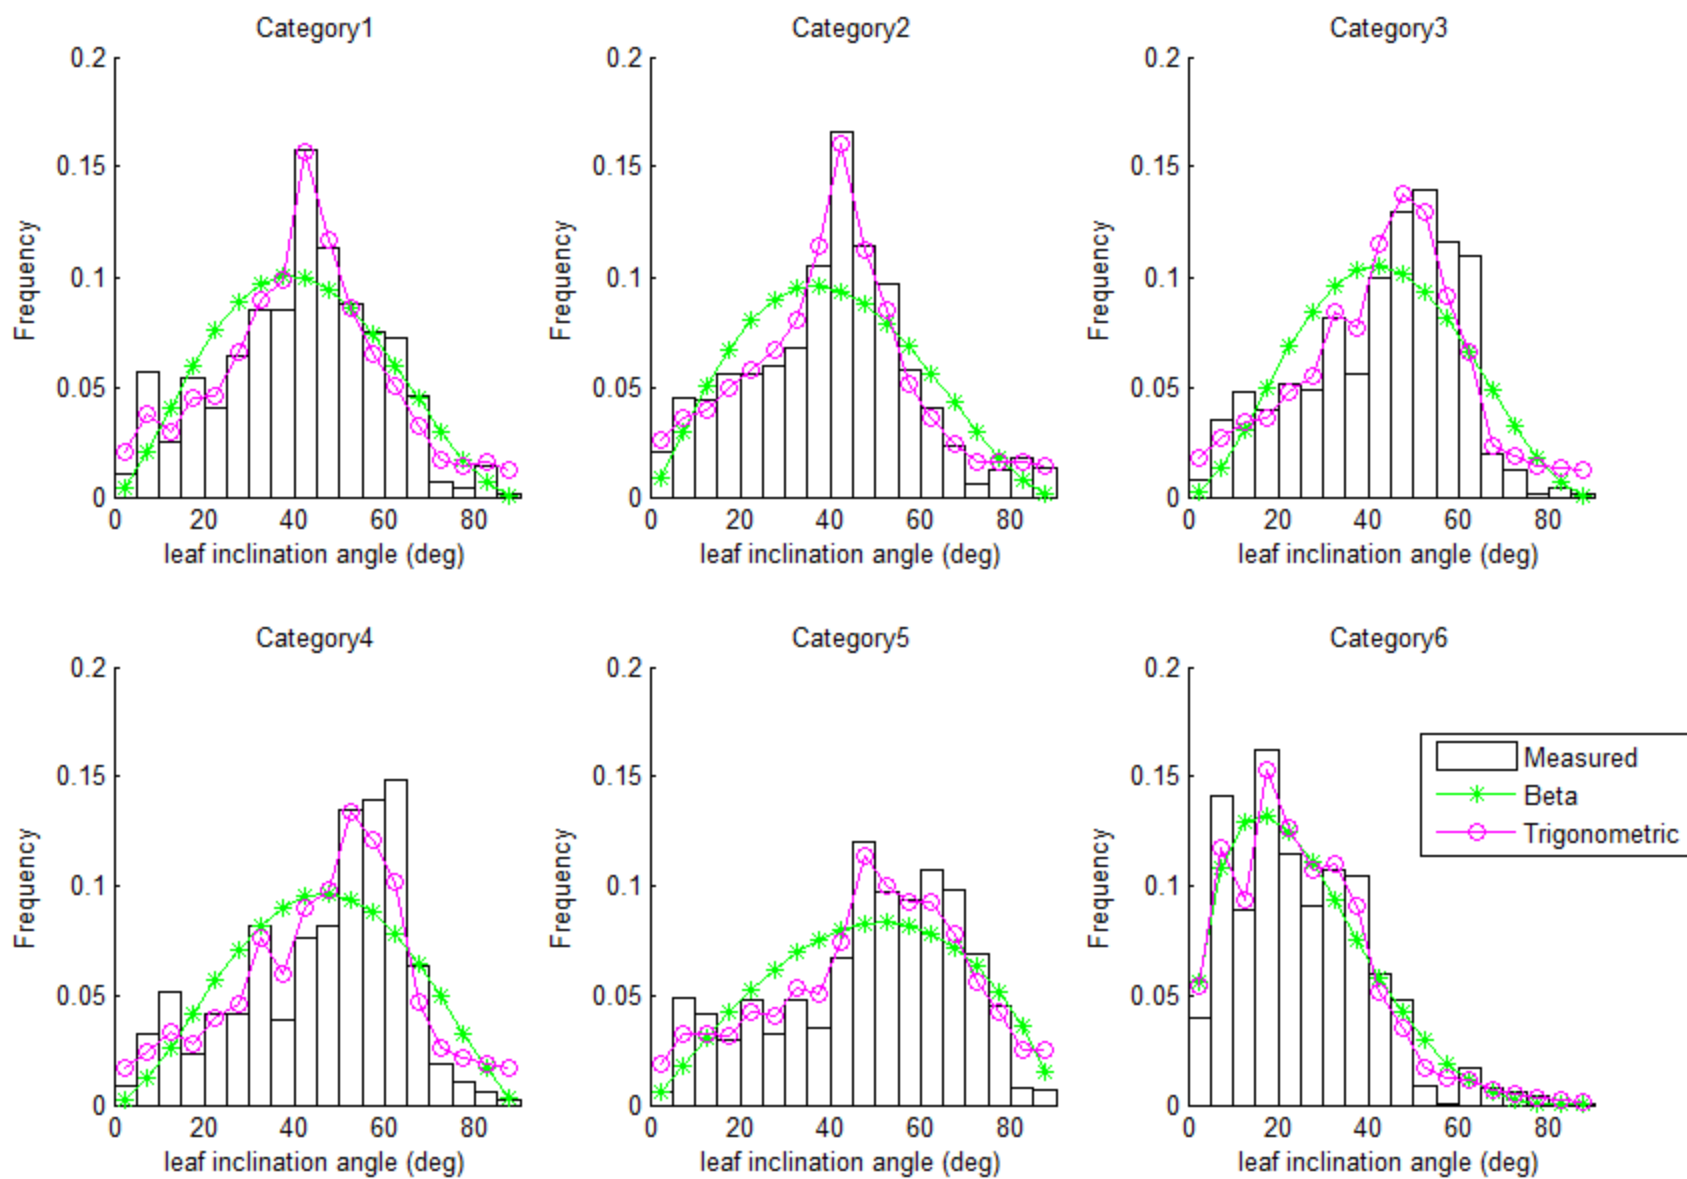 Category1
Category2
Category3
0.2
0.15
0.1
0.05
0
Frequency
0 20 40 60 80
leaf inclination angle (deg)
0.2
0.15
0.1
0.05
0
Frequency
0 20 40 60 80
leaf inclination angle (deg)
0.2
0.15
0.1
0.05
0
Frequency
0 20 40 60 80
leaf inclination angle (deg)
Category4
Category5
Category6
0.2
0.15
0.1
0.05
0
Frequency
0 20 40 60 80
leaf inclination angle (deg)
0.2
0.15
0.1
0.05
0
Frequency
0 20 40 60 80
leaf inclination angle (deg)
0.2
0.15
0.1
0.05
0
Frequency
0 20 40 60 80
leaf inclination angle (deg)
Measured
Beta
Trigonometric